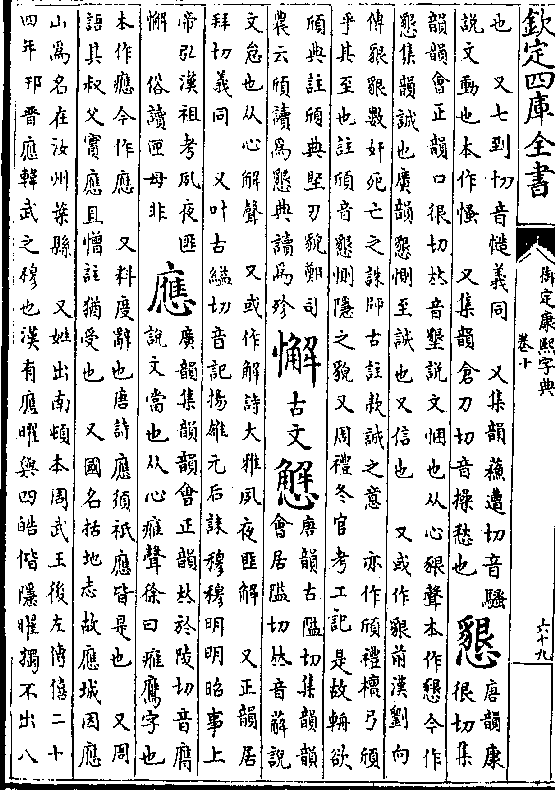 欽定四庫全書
御定康熙字典
卷十
六十九
也　又七到切音慥義同　又集韻蘇遭切音騷
說文動也本作慅　又集韻倉刀切音操愁也　懇　唐韻康
很切集
韻韻會正韻口很切𠀤音墾說文悃也从心貇聲本作懇今作
懇集韻誠也廣韻懇惻至誠也又信也　又或作貇前漢劉向
傳貇貇數奸死亡之誅師古註款誠之意　亦作頎禮檀弓頎
乎其至也註頎音懇惻隱之貌又周禮冬官考工記是故輈欲
頎典註頎典堅刃貌鄭司
農云頎讀爲懇典讀爲殄　懈　古文　㦣　唐韻古隘切集韻韻
會居隘切𠀤音薢說
文怠也从心解聲　又或作解詩大雅夙夜匪解　又正韻居
拜切義同　又叶古縊切音記揚雄元后誄穆穆明明昭事上
帝弘漢祖考夙夜匪
懈　俗讀匣母非　應　廣韻集韻韻會正韻𠀤於陵切音膺
說文當也从心䧹聲徐曰䧹鷹字也
本作應今作應　又料度辭也唐詩應須祇應皆是也　又周
語其叔父實應且憎註猶受也　又國名括地志故應城因應
山爲名在汝州葉縣　又姓出南頓本周武王後左傳僖二十
四年邘晉應韓武之穆也漢有應曜與四皓偕隱曜獨不出八